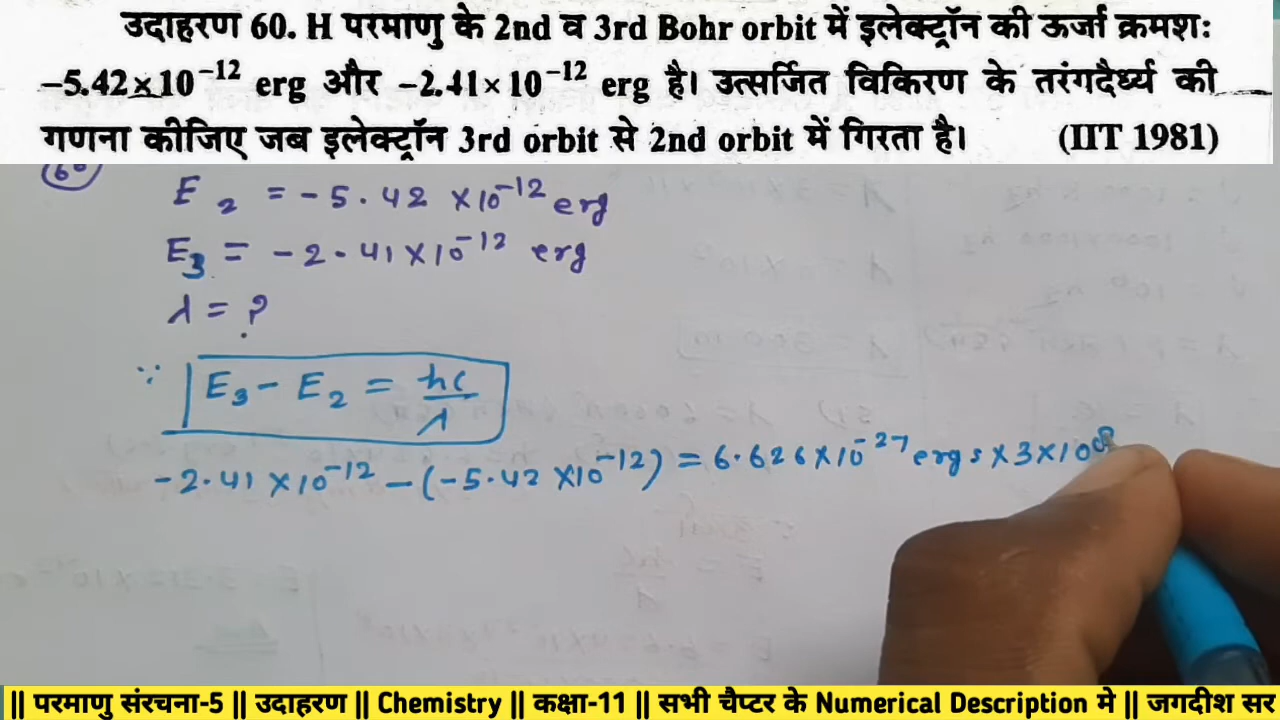 उदाहरण 60. H परमाणु के 2nd व 3rd Bohr orbit में इलेक्ट्रॉन की ऊर्जा क्रमशः
−5.42×10⁻¹² erg और −2.41×10⁻¹² erg है। उत्सर्जित विकिरण के तरंगदैर्ध्य की
गणना कीजिए जब इलेक्ट्रॉन 3rd orbit से 2nd orbit में गिरता है। (IIT 1981)
60
E₂ = −5.42 ×10⁻¹² erg
E₃ = −2.41×10⁻¹² erg
λ = ?
∵ E₃ − E₂ = hc/λ
−2.41×10⁻¹² − (−5.42 ×10⁻¹²) = 6.626×10⁻²⁷ erg s × 3×10
|| परमाणु संरचना-5 || उदाहरण || Chemistry || कक्षा-11 || सभी चैप्टर के Numerical Description मे || जगदीश सर